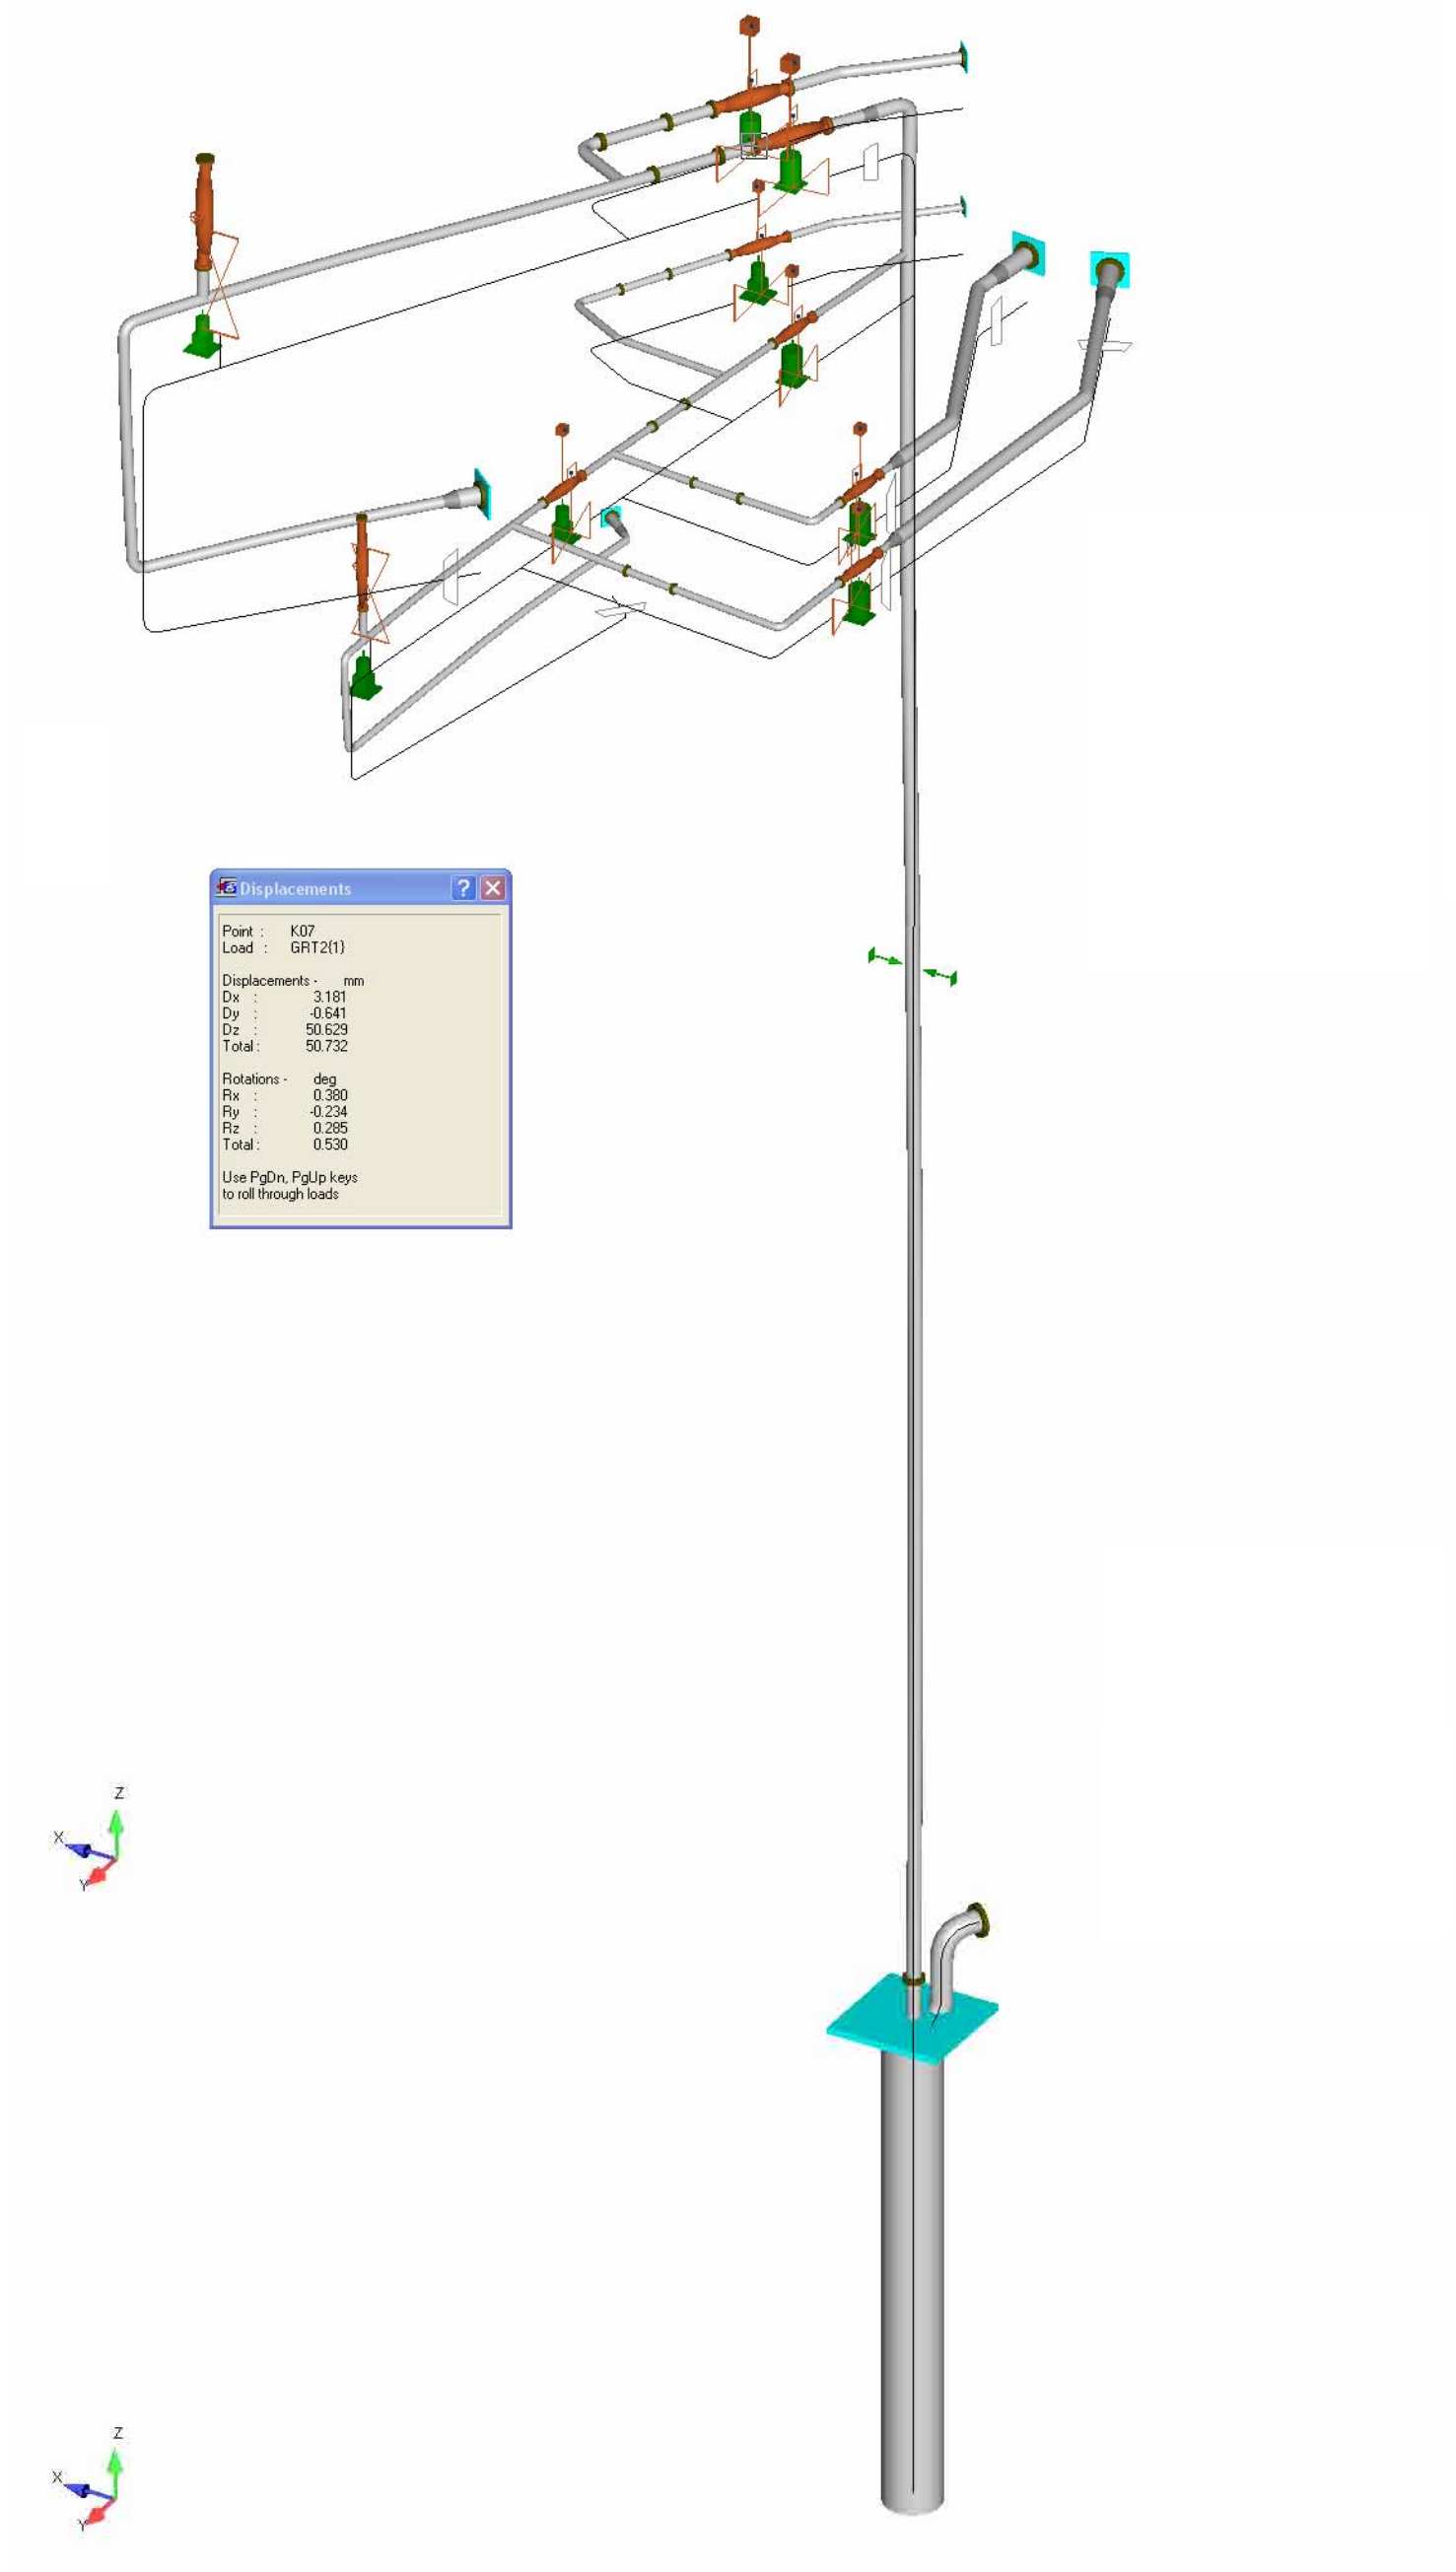 Displacements
Point : K07
Load : GRT2{1}
Displacements - mm
Dx : 3.181
Dy : -0.641
Dz : 50.629
Total : 50.732
Rotations - deg
Rx : 0.380
Ry : -0.234
Rz : 0.285
Total : 0.530
Use PgDn, PgUp keys
to roll through loads
Z
X
Y
Z
X
Y